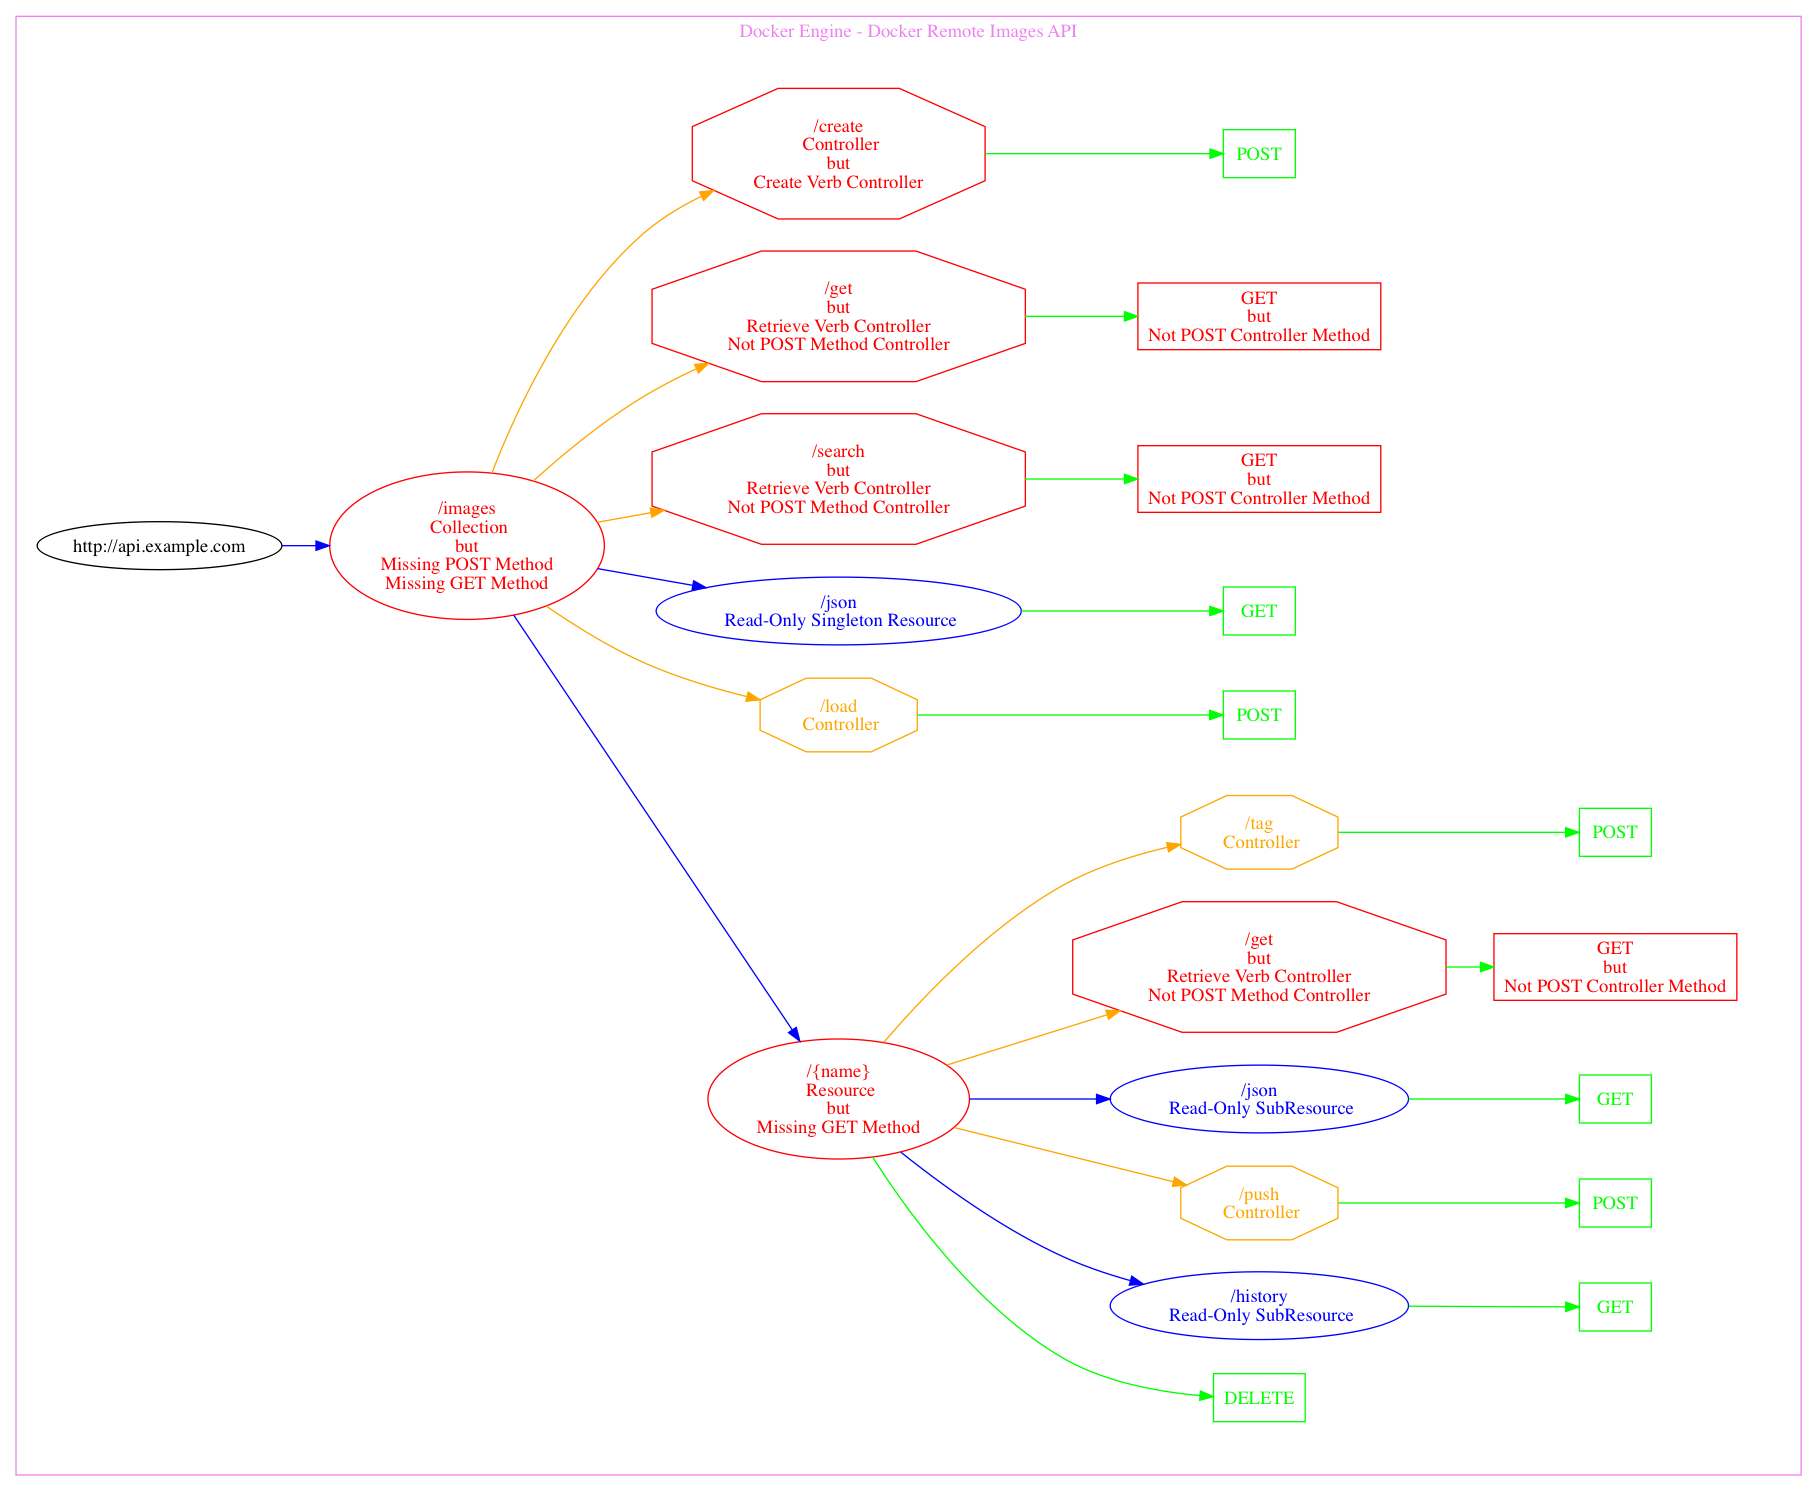 Docker Engine - Docker Remote Images API
/create
Controller
but
Create Verb Controller
POST
/get
but
Retrieve Verb Controller
Not POST Method Controller
GET
but
Not POST Controller Method
/search
but
Retrieve Verb Controller
Not POST Method Controller
GET
but
Not POST Controller Method
http://api.example.com
/images
Collection
but
Missing POST Method
Missing GET Method
/json
Read-Only Singleton Resource
GET
/load
Controller
POST
/tag
Controller
POST
/get
but
Retrieve Verb Controller
Not POST Method Controller
GET
but
Not POST Controller Method
/{name}
Resource
but
Missing GET Method
/json
Read-Only SubResource
GET
/push
Controller
POST
/history
Read-Only SubResource
GET
DELETE